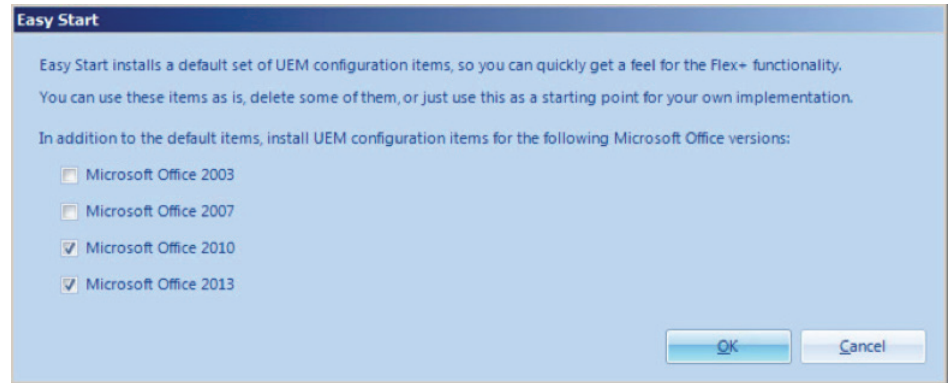 Easy Start
Easy Start installs a default set of UEM configuration items, so you can quickly get a feel for the Flex+ functionality.
You can use these items as is, delete some of them, or just use this as a starting point for your own implementation.
In addition to the default items, install UEM configuration items for the following Microsoft Office versions:
Microsoft Office 2003
Microsoft Office 2007
Microsoft Office 2010
Microsoft Office 2013
OK Cancel